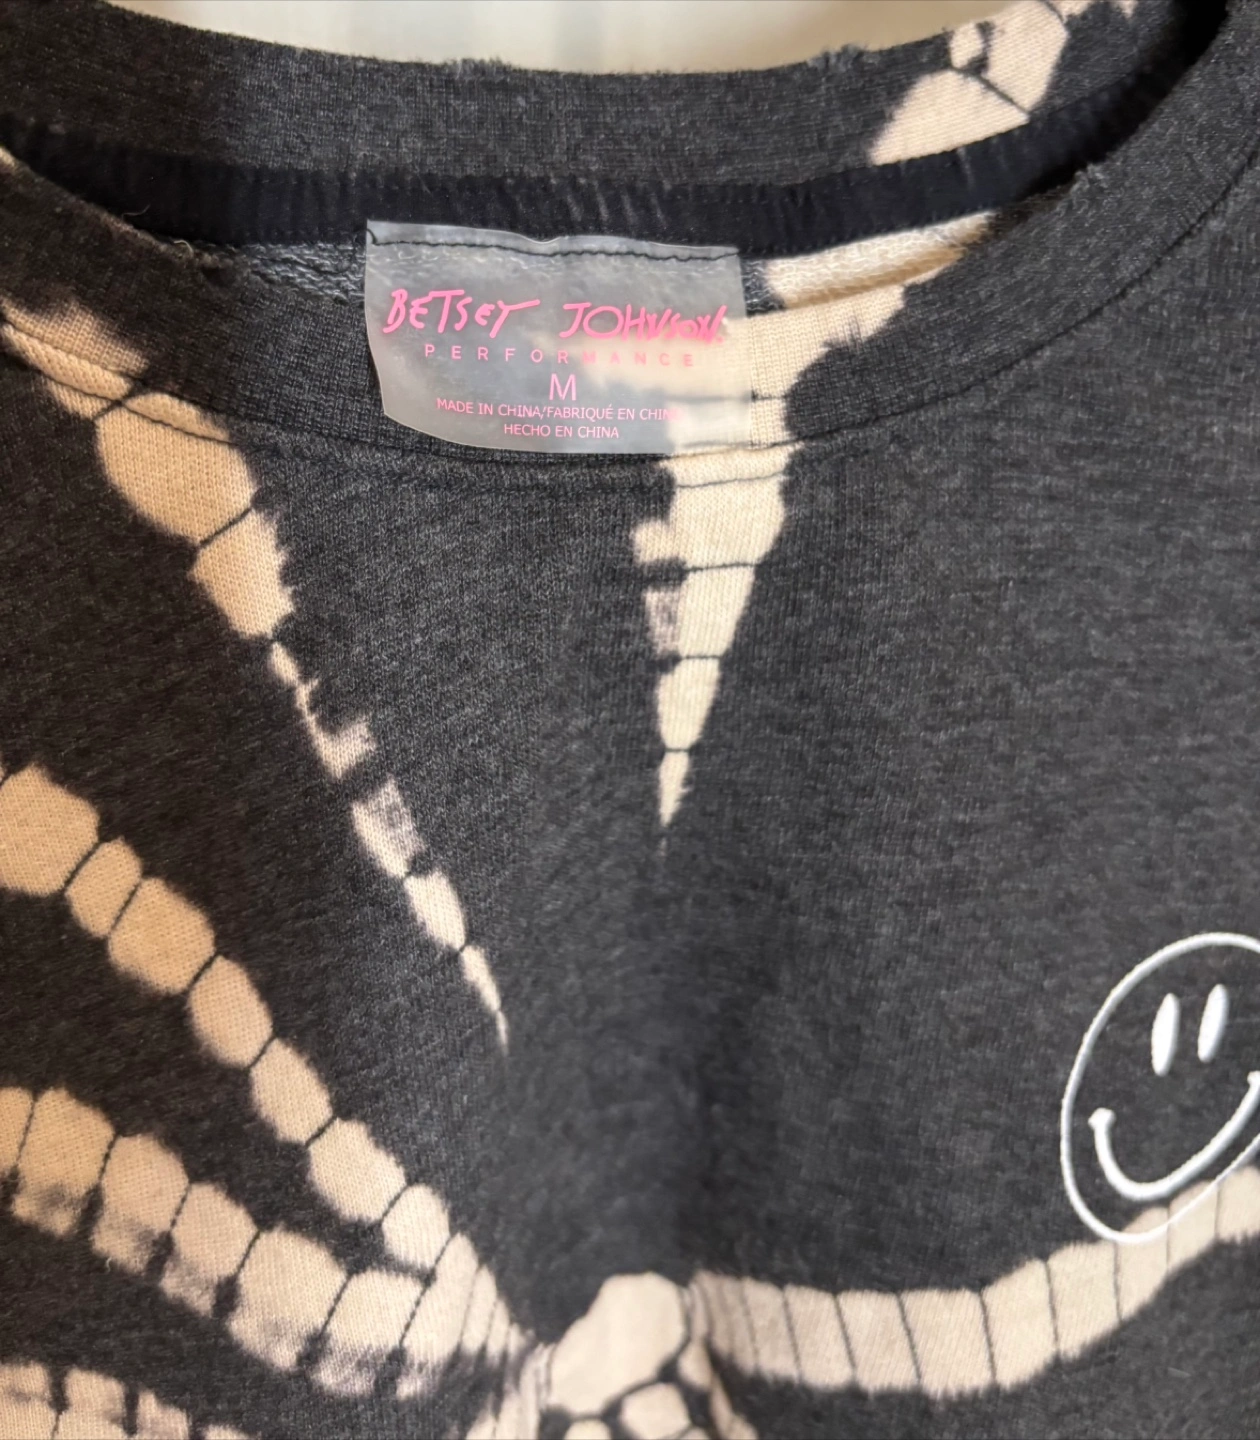 BETSEY JOHNSON.
PERFORMANCE
M
MADE IN CHINA/FABRIQUÉ EN CHINE
HECHO EN CHINA